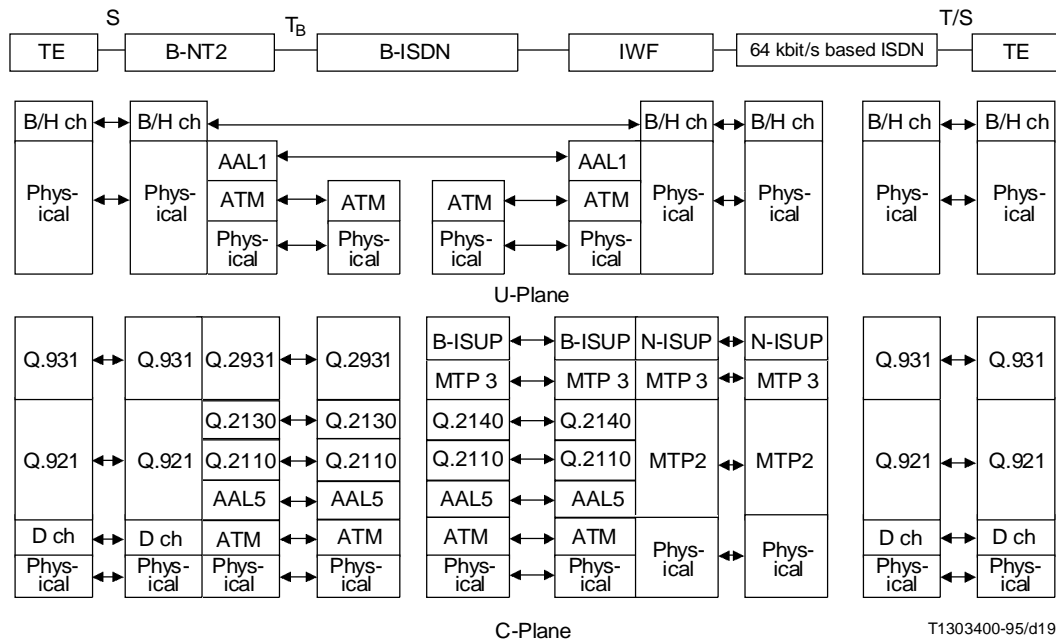 S T_B T/S
TE B-NT2 B-ISDN IWF 64 kbit/s based ISDN TE
B/H ch B/H ch B/H ch B/H ch B/H ch B/H ch
AAL1 AAL1
Phys- Phys- ATM ATM ATM ATM Phys- Phys- Phys- Phys-
ical ical ical ical ical ical
Phys- Phys- Phys- Phys-
ical ical ical ical
U-Plane
B-ISUP B-ISUP N-ISUP N-ISUP
Q.931 Q.931 Q.2931 Q.2931 Q.931 Q.931
MTP 3 MTP 3 MTP 3 MTP 3
Q.2130 Q.2130 Q.2140 Q.2140
Q.921 Q.921 Q.2110 Q.2110 Q.2110 Q.2110 MTP2 MTP2 Q.921 Q.921
AAL5 AAL5 AAL5 AAL5
D ch D ch ATM ATM ATM ATM D ch D ch
Phys- Phys-
ical ical
Phys- Phys- Phys- Phys- Phys- Phys- Phys- Phys-
ical ical ical ical ical ical ical ical
C-Plane
T1303400-95/d19